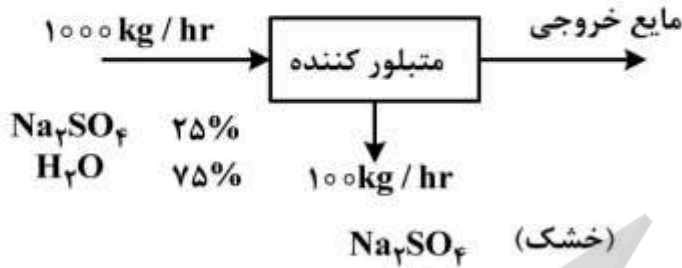 ۱۰۰۰ kg / hr
مایع خروجی
متبلور کننده
Na۲SO۴ ۲۵%
H۲O ۷۵%
۱۰۰kg / hr
Na۲SO۴ (خشک)